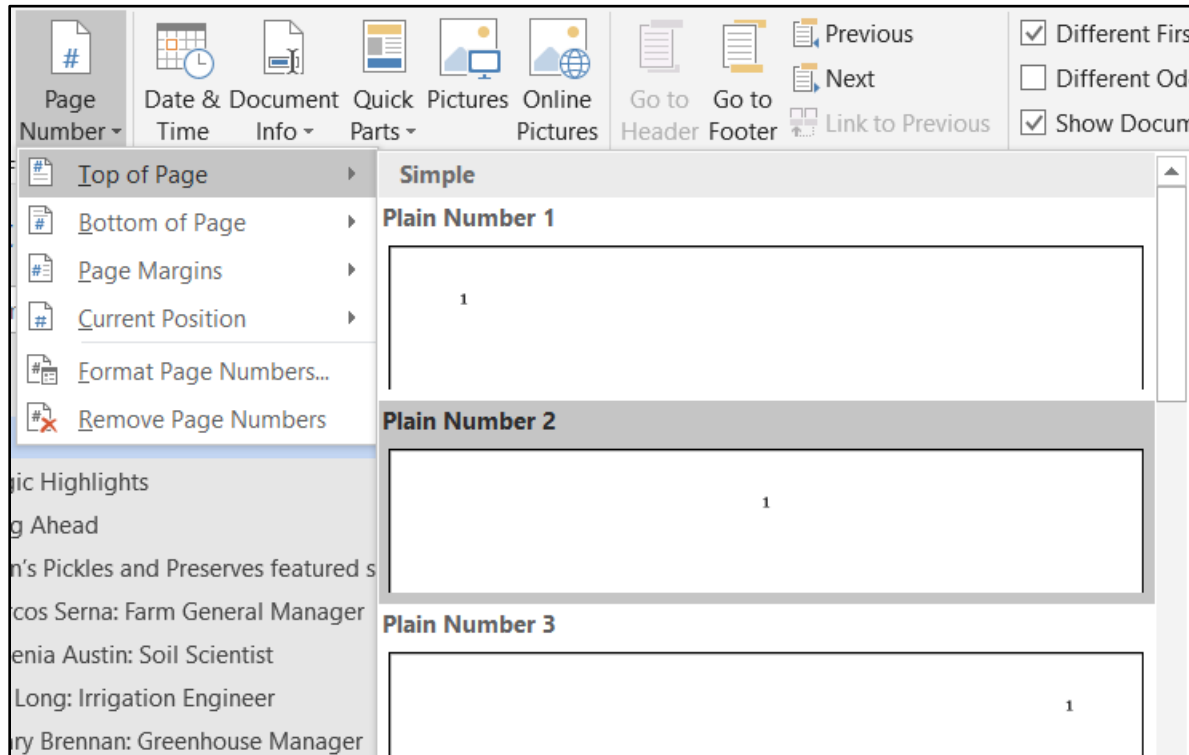 #
Page
Number
Date &
Time
Document
Info
Quick
Parts
Pictures
Online
Pictures
Go to
Header
Go to
Footer
Previous
Next
Link to Previous
Different Firs
Different Od
Show Docum
# Top of Page
# Bottom of Page
# Page Margins
# Current Position
# Format Page Numbers...
# Remove Page Numbers
Simple
Plain Number 1
1
Plain Number 2
1
Plain Number 3
1
gic Highlights
g Ahead
n's Pickles and Preserves featured s
rcos Serna: Farm General Manager
enia Austin: Soil Scientist
Long: Irrigation Engineer
ry Brennan: Greenhouse Manager